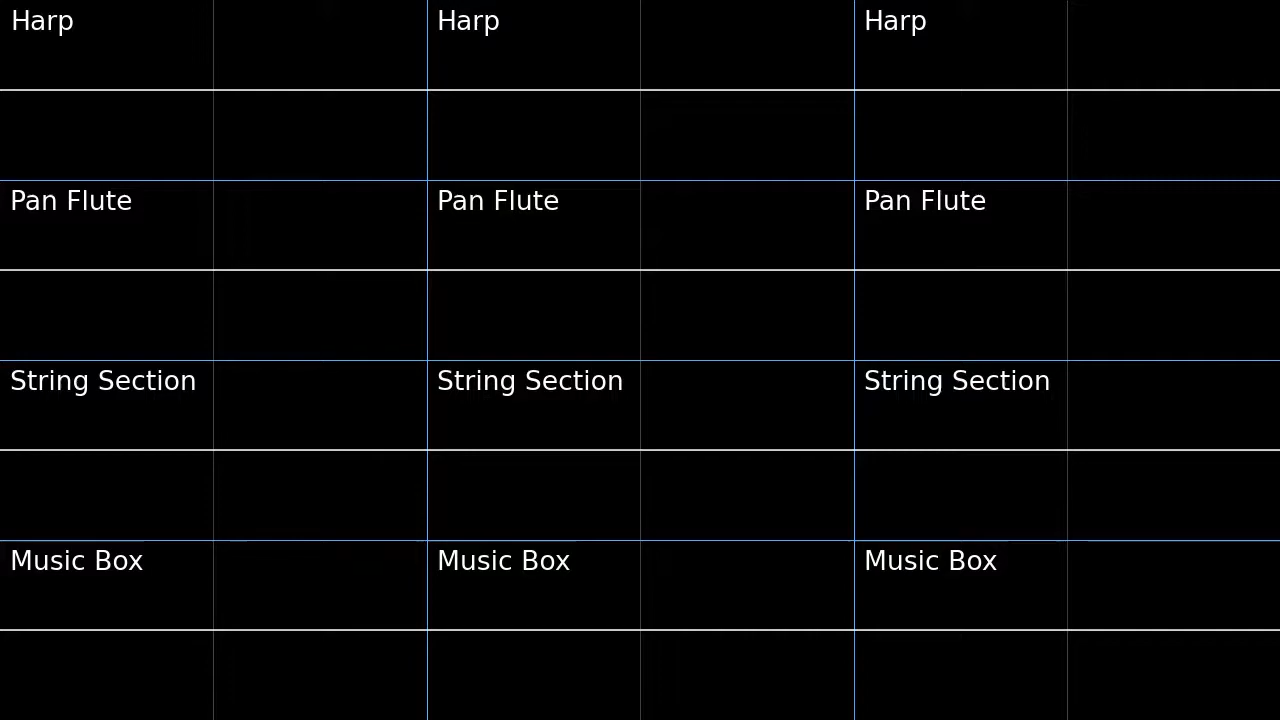 Harp Harp Harp
Pan Flute Pan Flute Pan Flute
String Section String Section String Section
Music Box Music Box Music Box